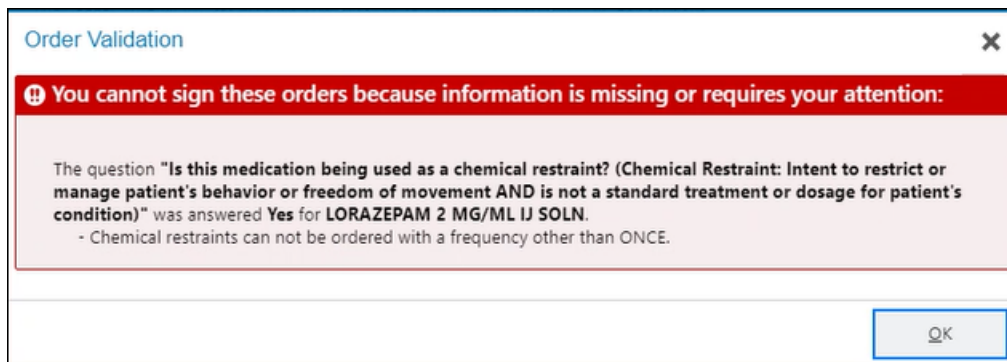 Order Validation
You cannot sign these orders because information is missing or requires your attention:
The question "Is this medication being used as a chemical restraint? (Chemical Restraint: Intent to restrict or
manage patient's behavior or freedom of movement AND is not a standard treatment or dosage for patient's
condition)" was answered Yes for LORAZEPAM 2 MG/ML IJ SOLN.
- Chemical restraints can not be ordered with a frequency other than ONCE.
OK